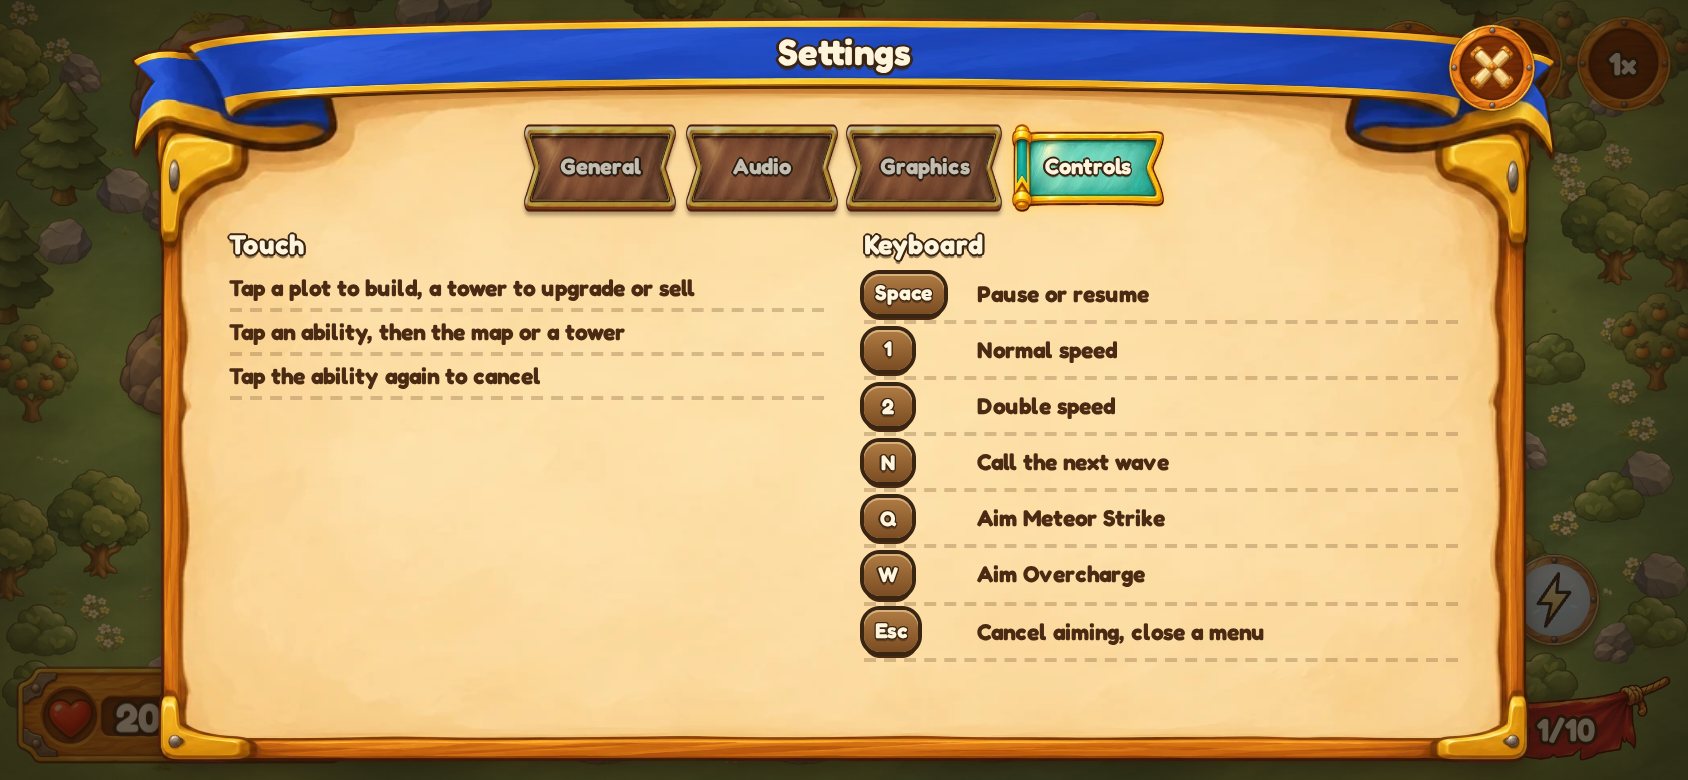 Settings
1x
General
Audio
Graphics
Controls
Touch
Tap a plot to build, a tower to upgrade or sell
Tap an ability, then the map or a tower
Tap the ability again to cancel
Keyboard
Space Pause or resume
1 Normal speed
2 Double speed
N Call the next wave
Q Aim Meteor Strike
W Aim Overcharge
Esc Cancel aiming, close a menu
20
1/10